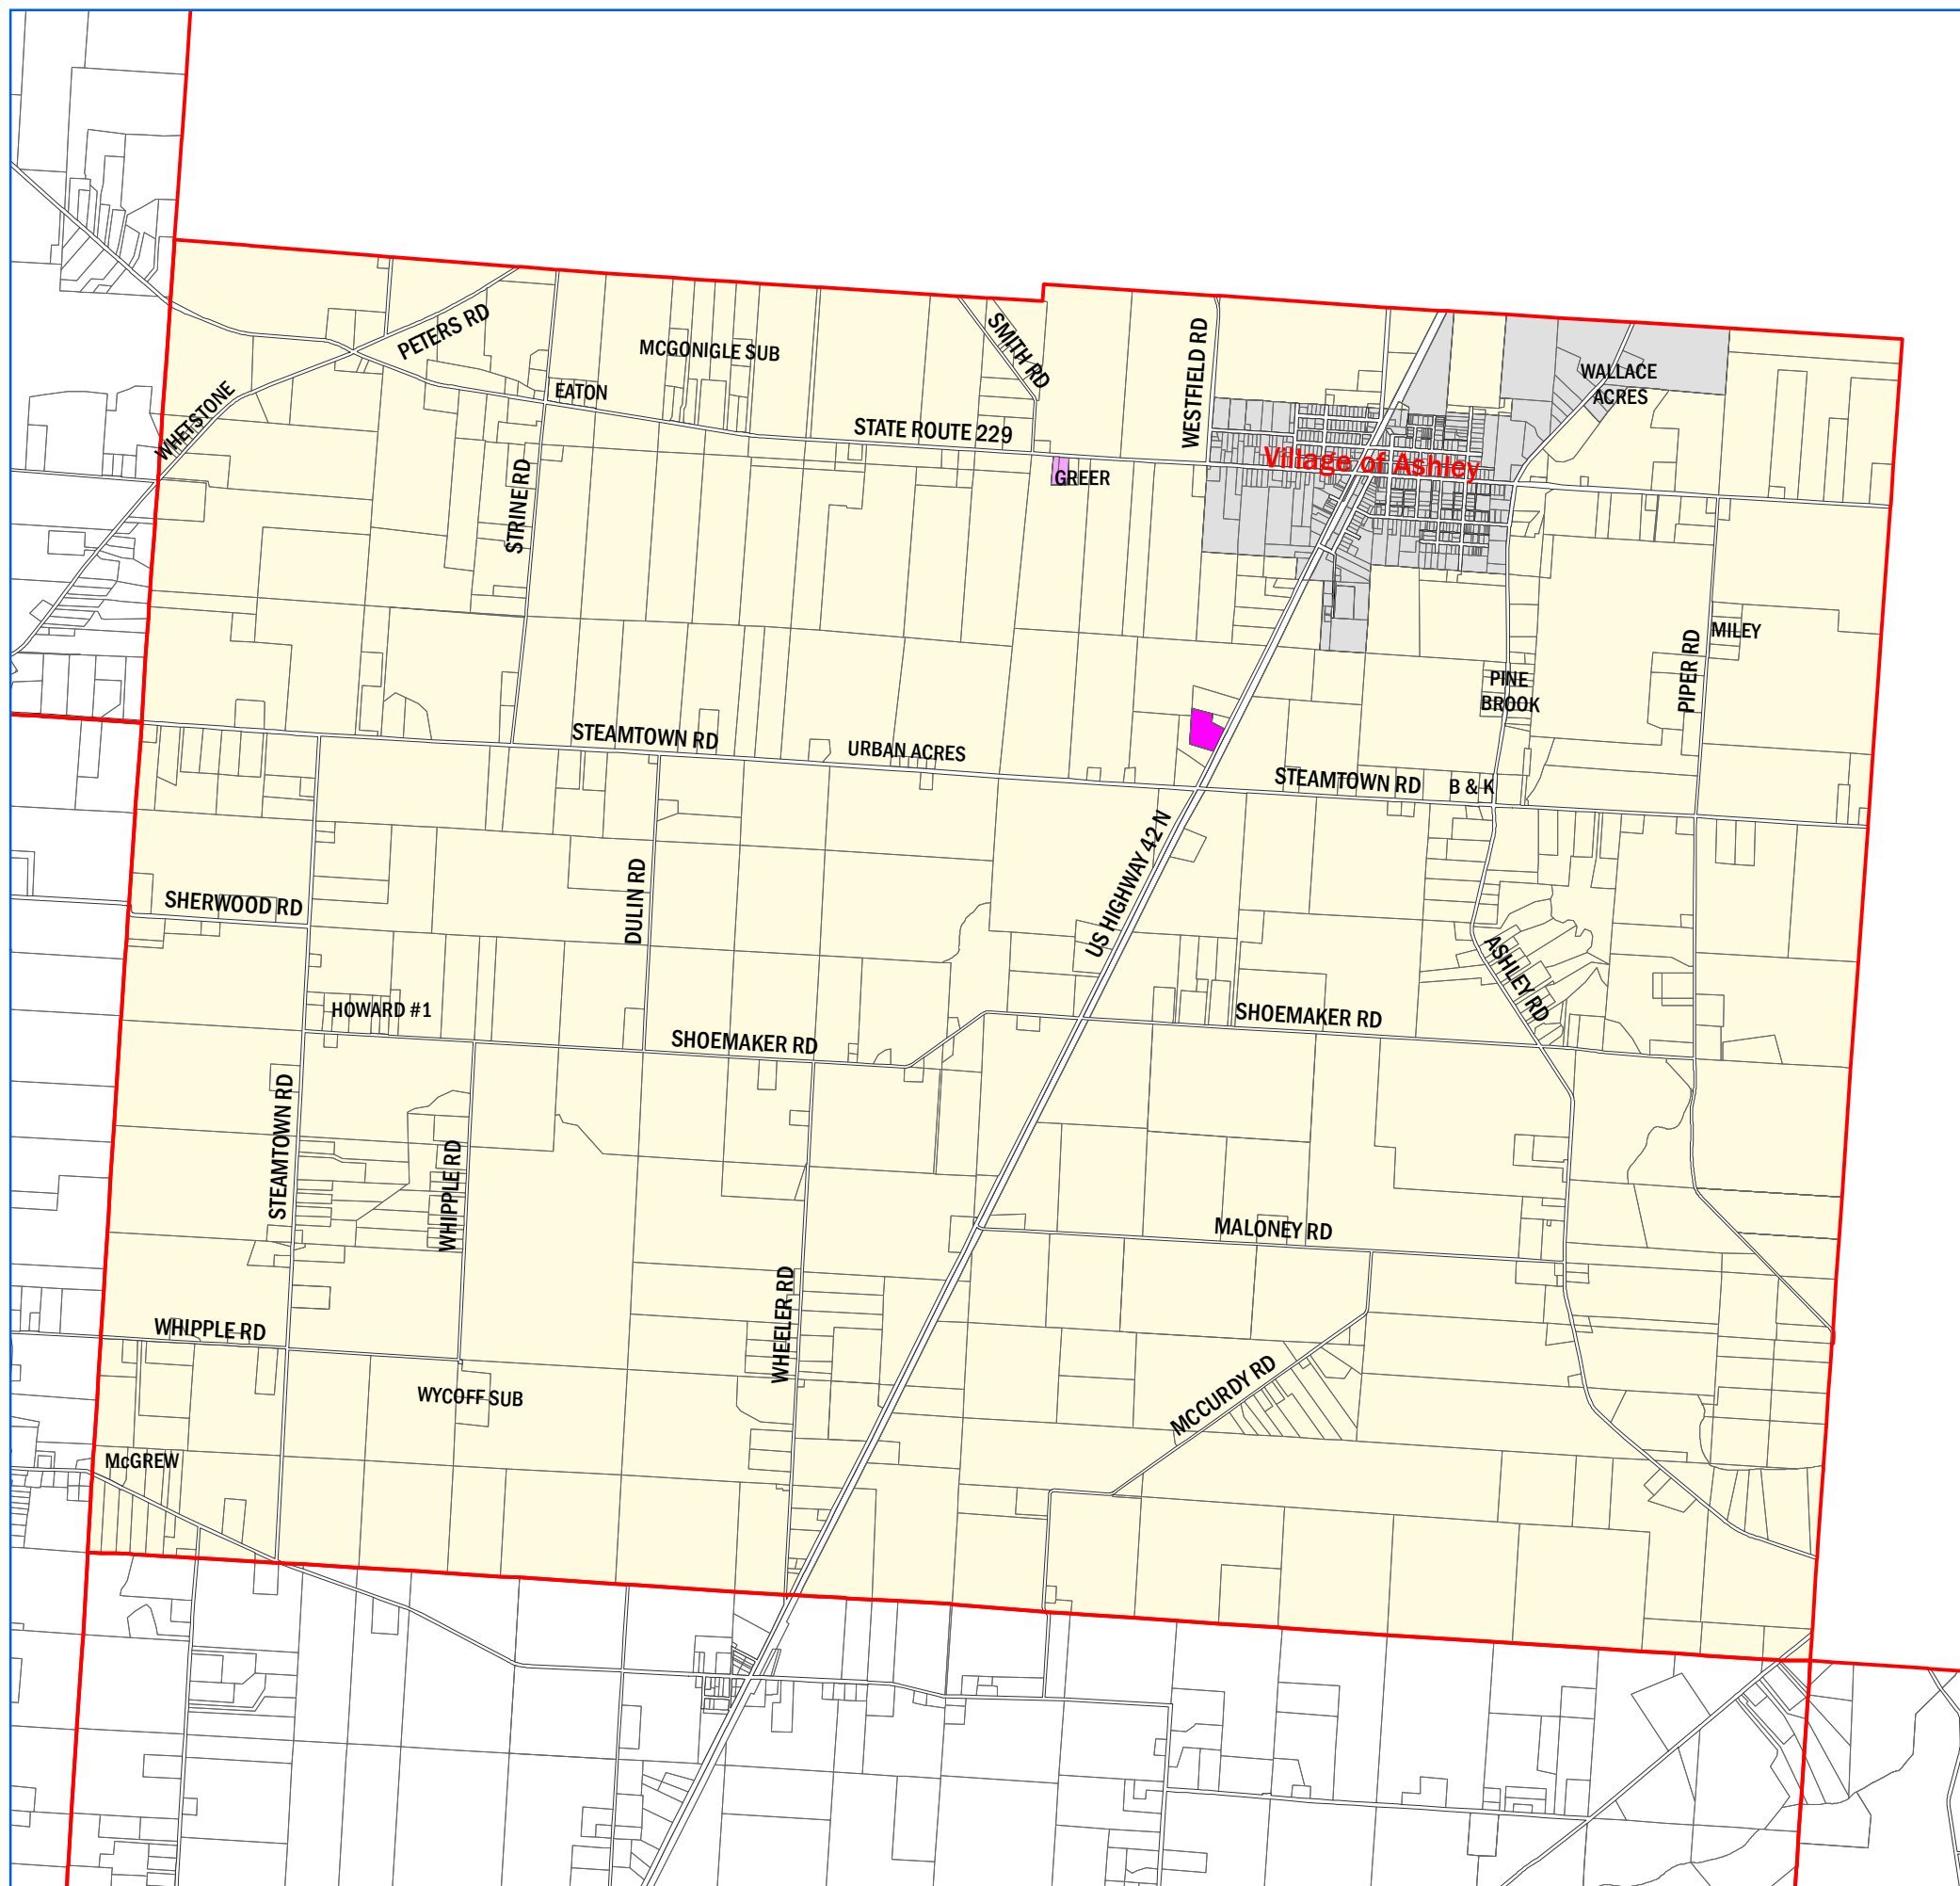 PETERS RD
SMITH RD
WESTFIELD RD
MCGONIGLE SUB
WALLACE
ACRES
EATON
WHETSTONE
STATE ROUTE 229
Village of Ashley
GREER
STRINE RD
MILEY
PIPER RD
PINE
BROOK
STEAMTOWN RD
URBAN ACRES
STEAMTOWN RD
B & K
US HIGHWAY 42 N
DULIN RD
SHERWOOD RD
ASHLEY RD
HOWARD #1
SHOEMAKER RD
SHOEMAKER RD
STEAMTOWN RD
WHIPPLE RD
MALONEY RD
WHEELER RD
WHIPPLE RD
MCCURDY RD
WYCOFF SUB
McGREW